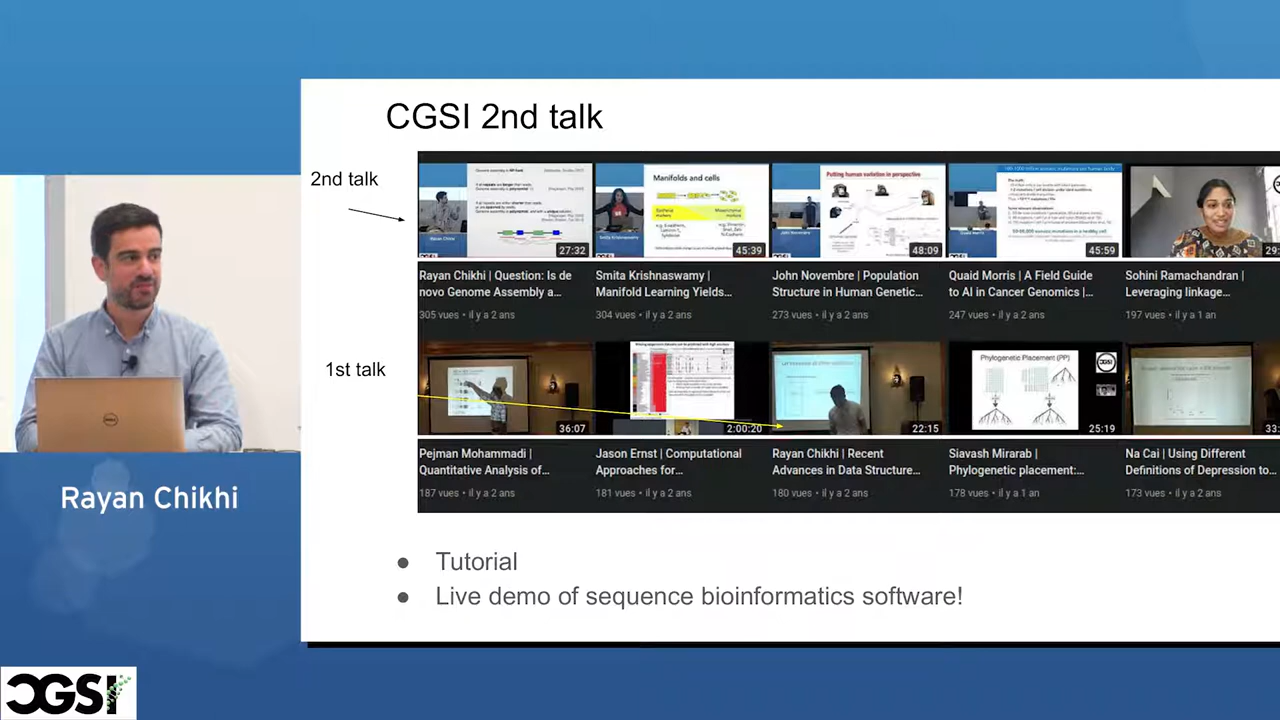 CGSI 2nd talk
2nd talk
Manifolds and cells
Putting human variation in perspective
27:32
45:39
48:09
45:59
Rayan Chikhi | Question: Is de
novo Genome Assembly a...
305 vues • il y a 2 ans
Smita Krishnaswamy |
Manifold Learning Yields...
304 vues • il y a 2 ans
John Novembre | Population
Structure in Human Genetic...
273 vues • il y a 2 ans
Quaid Morris | A Field Guide
to AI in Cancer Genomics |...
247 vues • il y a 2 ans
Sohini Ramachandran |
Leveraging linkage...
197 vues • il y a 1 an
1st talk
Phylogenetic Placement (PP)
36:07
2:00:20
22:15
25:19
33:
Pejman Mohammadi |
Quantitative Analysis of...
187 vues • il y a 2 ans
Jason Ernst | Computational
Approaches for...
181 vues • il y a 2 ans
Rayan Chikhi | Recent
Advances in Data Structure...
180 vues • il y a 2 ans
Siavash Mirarab |
Phylogenetic placement:...
178 vues • il y a 1 an
Na Cai | Using Different
Definitions of Depression to...
173 vues • il y a 2 ans
DELL
Rayan Chikhi
● Tutorial
● Live demo of sequence bioinformatics software!
CGSI